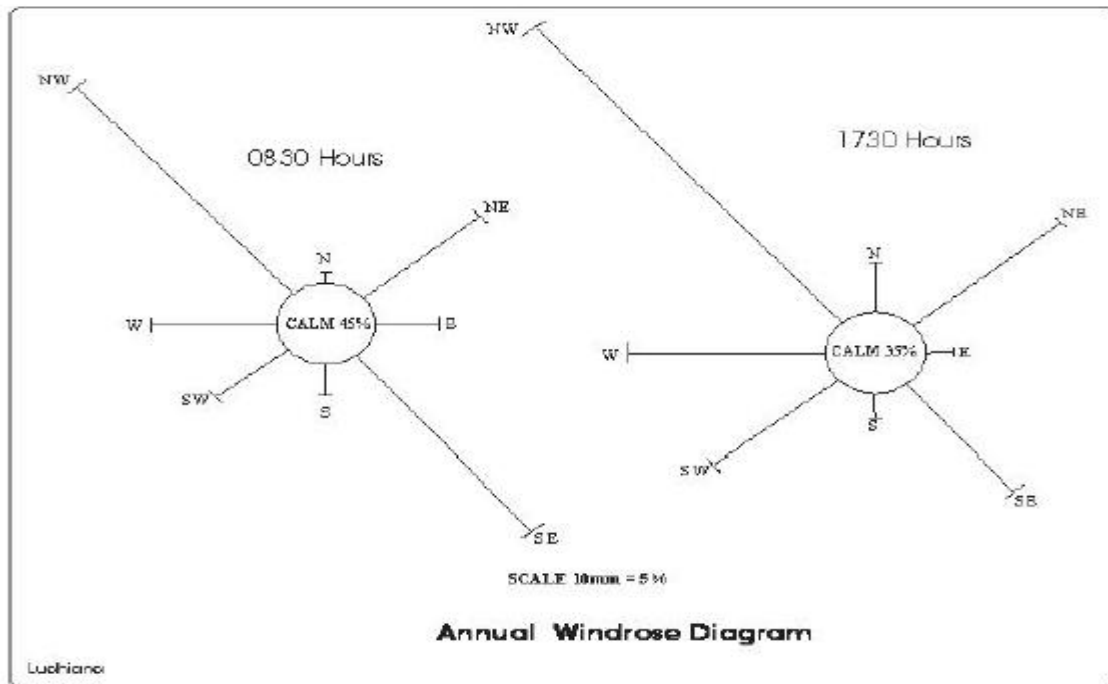 NW
0830 Hours
NE
N
W
CALM 45%
E
SW
S
SE
NW
1730 Hours
NE
N
W
CALM 35%
E
SW
S
SE
SCALE 10mm = 5%
Annual Windrose Diagram
Ludhiana